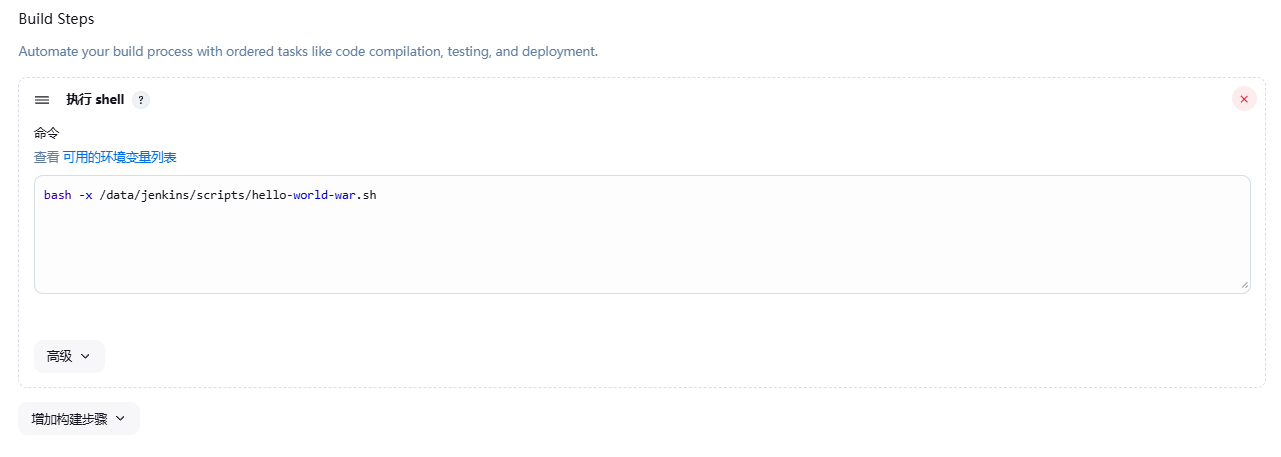 Build Steps
Automate your build process with ordered tasks like code compilation, testing, and deployment.
执行 shell ?
命令
查看 可用的环境变量列表
bash -x /data/jenkins/scripts/hello-world-war.sh
高级
增加构建步骤